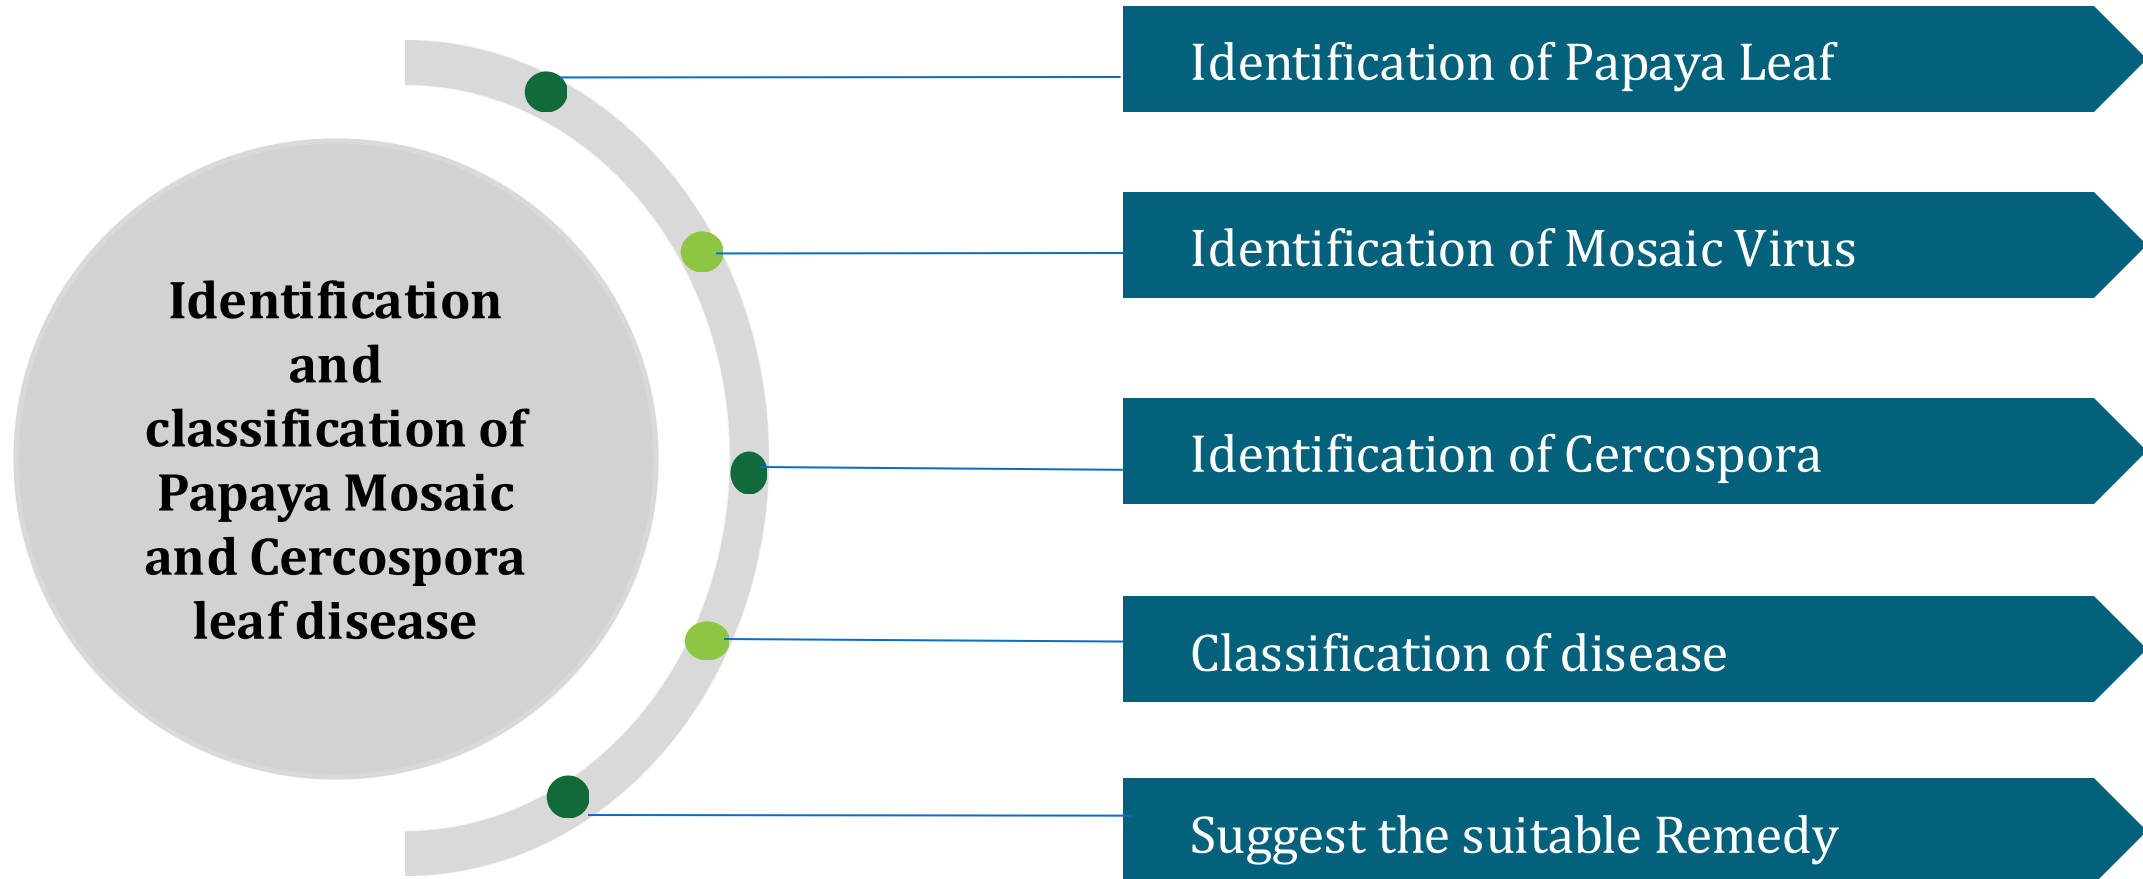 Identification
and
classification of
Papaya Mosaic
and Cercospora
leaf disease
Identification of Papaya Leaf
Identification of Mosaic Virus
Identification of Cercospora
Classification of disease
Suggest the suitable Remedy